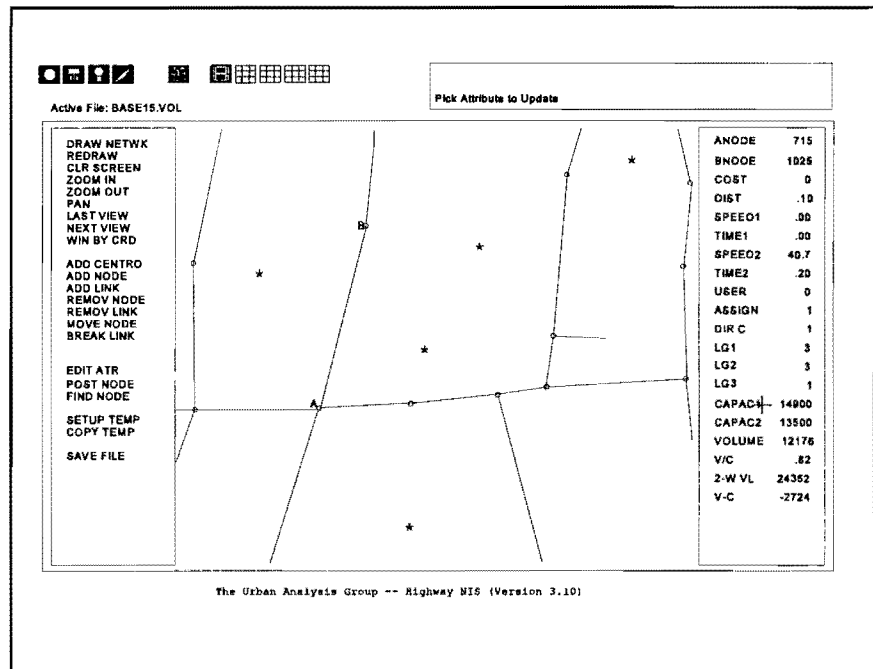 Pick Attribute to Update
Active File: BASE15.VOL
DRAW NETWK
REDRAW
CLR SCREEN
ZOOM IN
ZOOM OUT
PAN
LAST VIEW
NEXT VIEW
WIN BY CRD
ADD CENTRO
ADD NODE
ADD LINK
REMOV NODE
REMOV LINK
MOVE NODE
BREAK LINK
EDIT ATR
POST NODE
FIND NODE
SETUP TEMP
COPY TEMP
SAVE FILE
B
A
ANODE 715
BNODE 1025
COST 0
DIST .10
SPEED1 .00
TIME1 .00
SPEED2 40.7
TIME2 .20
USER 0
ASSIGN 1
DIR C 1
LG1 3
LG2 3
LG3 1
CAPAC1 14900
CAPAC2 13500
VOLUME 12176
V/C .82
2-W VL 24352
V-C -2724
The Urban Analysis Group -- Highway NIS (Version 3.10)